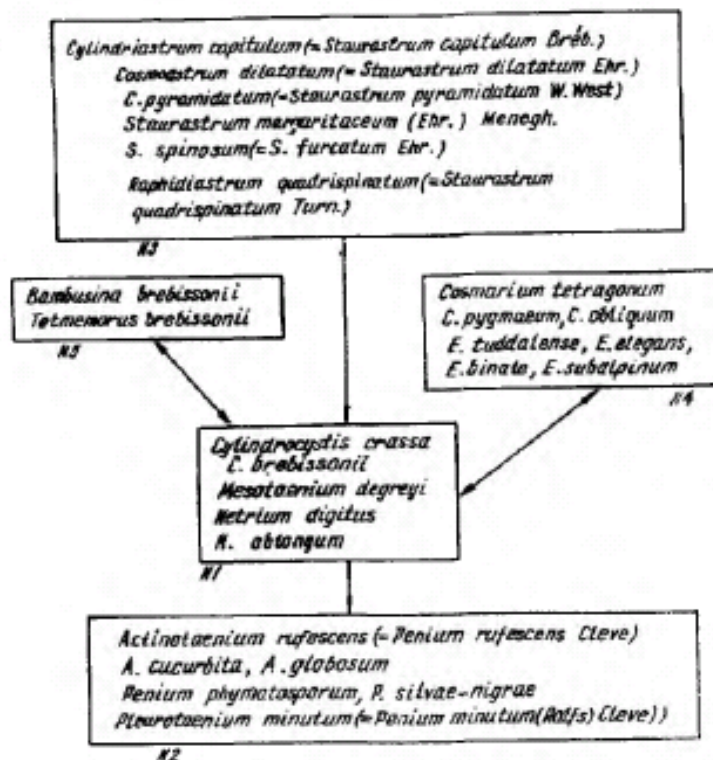 Cylindriastrum capitulum (= Staurastrum capitulum Bréb.)
Cosmoastrum dilatatum (= Staurastrum dilatatum Ehr.)
C. pyramidatum (= Staurastrum pyramidatum W. West)
Staurastrum margaritaceum (Ehr.) Menegh.
S. spinosum (= S. furcatum Ehr.)
Raphidiastrum quadrispinatum (= Staurastrum
quadrispinatum Turn.)
N3
Bambusina brebissonii
Tetmemorus brebissonii
N5
Cosmarium tetragonum
C. pygmaeum, C. obliquum
E. tuddalense, E. elegans,
E. binale, E. subalpinum
N4
Cylindrocystis crassa
C. brebissonii
Mesotaenium degreyi
Netrium digitus
N. oblongum
N1
Actinotaenium rufescens (= Penium rufescens Cleve)
A. cucurbita, A. globosum
Penium phymatosporum, P. silvae-nigrae
Pleurotaenium minutum (= Penium minutum (Ralfs) Cleve))
N2